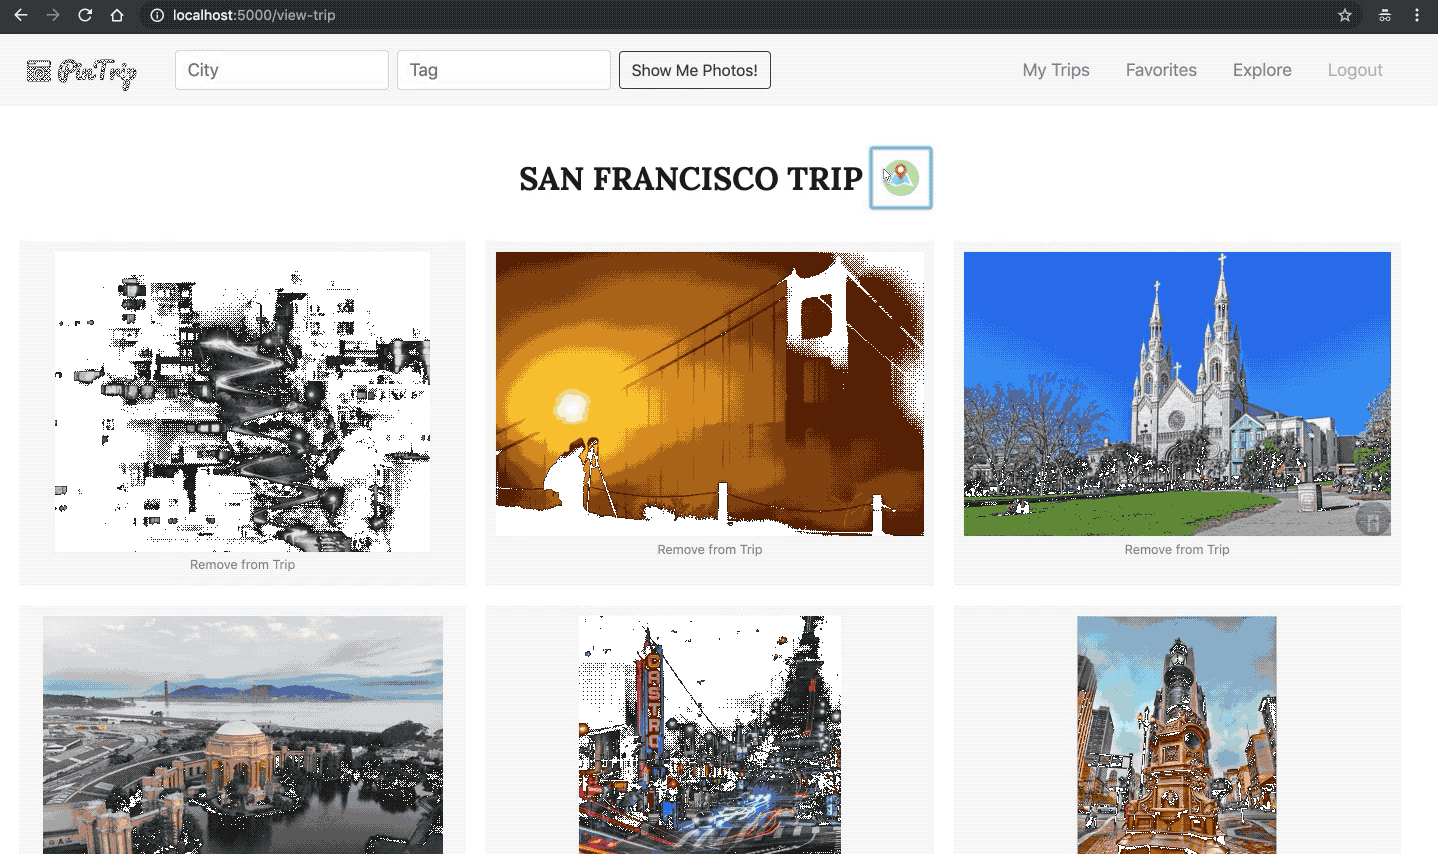 localhost:5000/view-trip
PinTrip
City
Tag
Show Me Photos!
My Trips
Favorites
Explore
Logout
SAN FRANCISCO TRIP
Remove from Trip
Remove from Trip
Remove from Trip
CASTRO